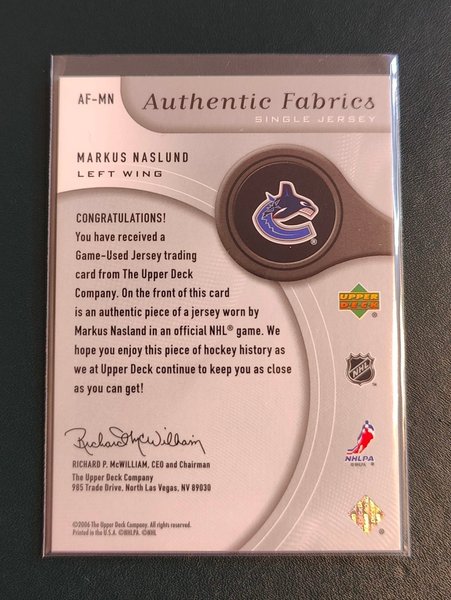 AF-MN
Authentic Fabrics
SINGLE JERSEY
MARKUS NASLUND
LEFT WING
CONGRATULATIONS!
You have received a
Game-Used Jersey trading
card from The Upper Deck
Company. On the front of this card
is an authentic piece of a jersey worn by
Markus Nasland in an official NHL® game. We
hope you enjoy this piece of hockey history as
we at Upper Deck continue to keep you as close
as you can get!
®
UPPER
DECK
®
NHL
™
NHLPA
Richard McWilliam
RICHARD P. McWILLIAM, CEO and Chairman
The Upper Deck Company
985 Trade Drive, North Las Vegas, NV 89030
©2006 The Upper Deck Company. All rights reserved.
Printed in the U.S.A. ©NHLPA. ©NHL
®